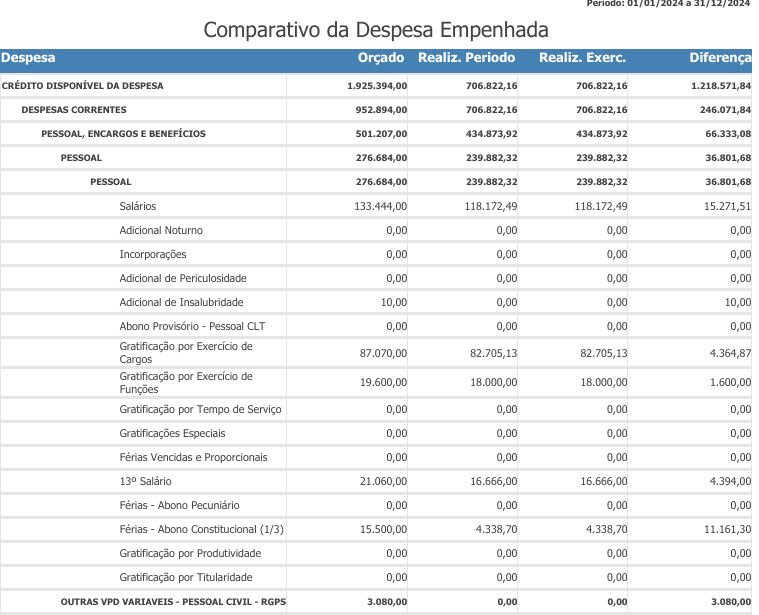 Período: 01/01/2024 a 31/12/2024
Comparativo da Despesa Empenhada
Despesa Orçado Realiz. Periodo Realiz. Exerc. Diferença
CRÉDITO DISPONÍVEL DA DESPESA 1.925.394,00 706.822,16 706.822,16 1.218.571,84
DESPESAS CORRENTES 952.894,00 706.822,16 706.822,16 246.071,84
PESSOAL, ENCARGOS E BENEFÍCIOS 501.207,00 434.873,92 434.873,92 66.333,08
PESSOAL 276.684,00 239.882,32 239.882,32 36.801,68
PESSOAL 276.684,00 239.882,32 239.882,32 36.801,68
Salários 133.444,00 118.172,49 118.172,49 15.271,51
Adicional Noturno 0,00 0,00 0,00 0,00
Incorporações 0,00 0,00 0,00 0,00
Adicional de Periculosidade 0,00 0,00 0,00 0,00
Adicional de Insalubridade 10,00 0,00 0,00 10,00
Abono Provisório - Pessoal CLT 0,00 0,00 0,00 0,00
Gratificação por Exercício de
Cargos 87.070,00 82.705,13 82.705,13 4.364,87
Gratificação por Exercício de
Funções 19.600,00 18.000,00 18.000,00 1.600,00
Gratificação por Tempo de Serviço 0,00 0,00 0,00 0,00
Gratificações Especiais 0,00 0,00 0,00 0,00
Férias Vencidas e Proporcionais 0,00 0,00 0,00 0,00
13º Salário 21.060,00 16.666,00 16.666,00 4.394,00
Férias - Abono Pecuniário 0,00 0,00 0,00 0,00
Férias - Abono Constitucional (1/3) 15.500,00 4.338,70 4.338,70 11.161,30
Gratificação por Produtividade 0,00 0,00 0,00 0,00
Gratificação por Titularidade 0,00 0,00 0,00 0,00
OUTRAS VPD VARIAVEIS - PESSOAL CIVIL - RGPS 3.080,00 0,00 0,00 3.080,00